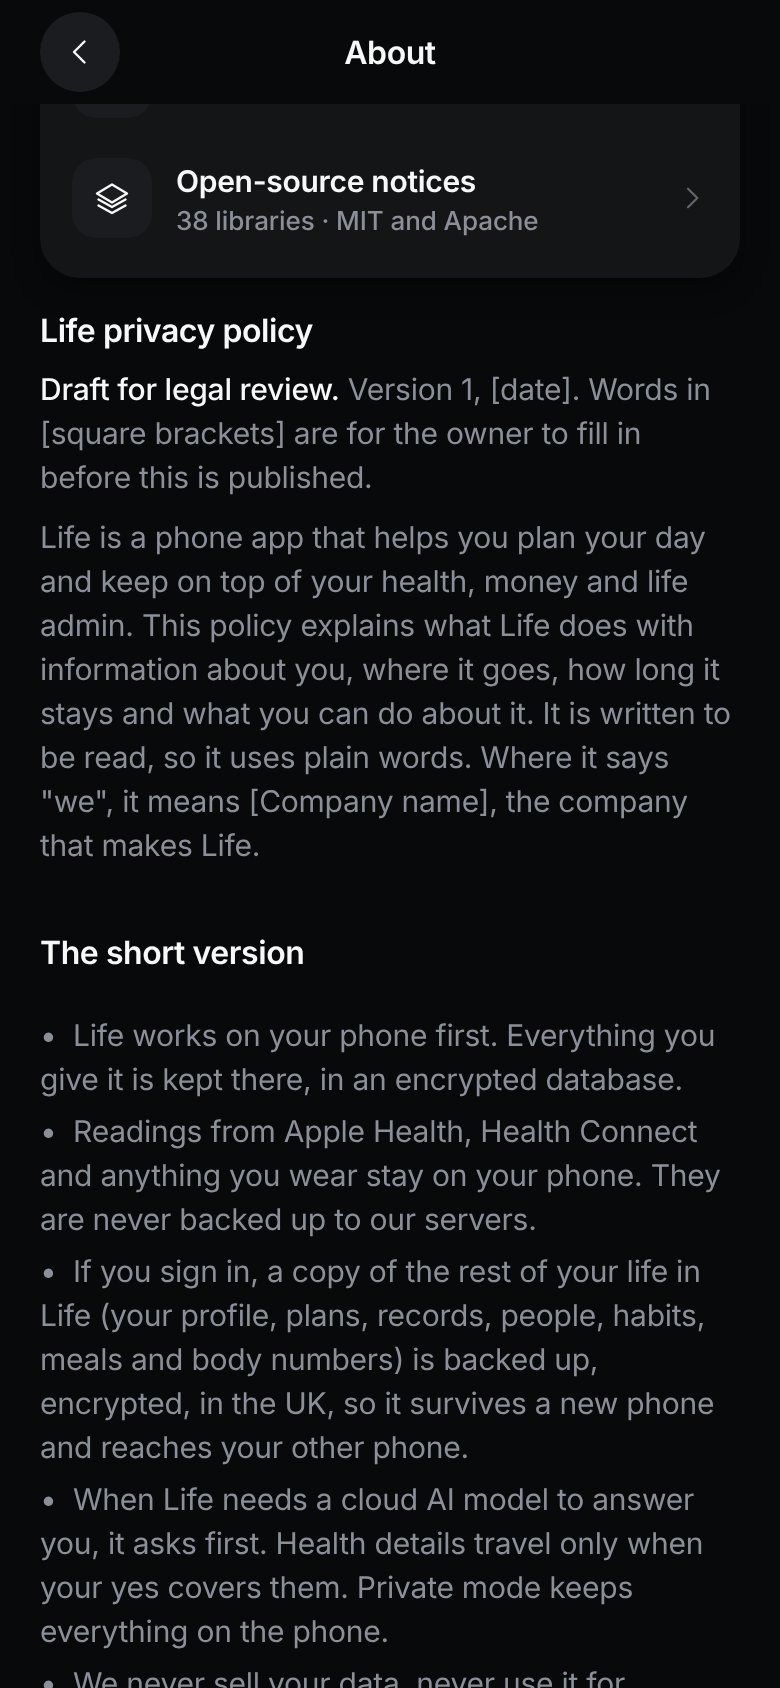 About
Open-source notices
38 libraries · MIT and Apache
Life privacy policy
Draft for legal review. Version 1, [date]. Words in
[square brackets] are for the owner to fill in
before this is published.
Life is a phone app that helps you plan your day
and keep on top of your health, money and life
admin. This policy explains what Life does with
information about you, where it goes, how long it
stays and what you can do about it. It is written to
be read, so it uses plain words. Where it says
"we", it means [Company name], the company
that makes Life.
The short version
• Life works on your phone first. Everything you
give it is kept there, in an encrypted database.
• Readings from Apple Health, Health Connect
and anything you wear stay on your phone. They
are never backed up to our servers.
• If you sign in, a copy of the rest of your life in
Life (your profile, plans, records, people, habits,
meals and body numbers) is backed up,
encrypted, in the UK, so it survives a new phone
and reaches your other phone.
• When Life needs a cloud AI model to answer
you, it asks first. Health details travel only when
your yes covers them. Private mode keeps
everything on the phone.
• We never sell your data, never use it for